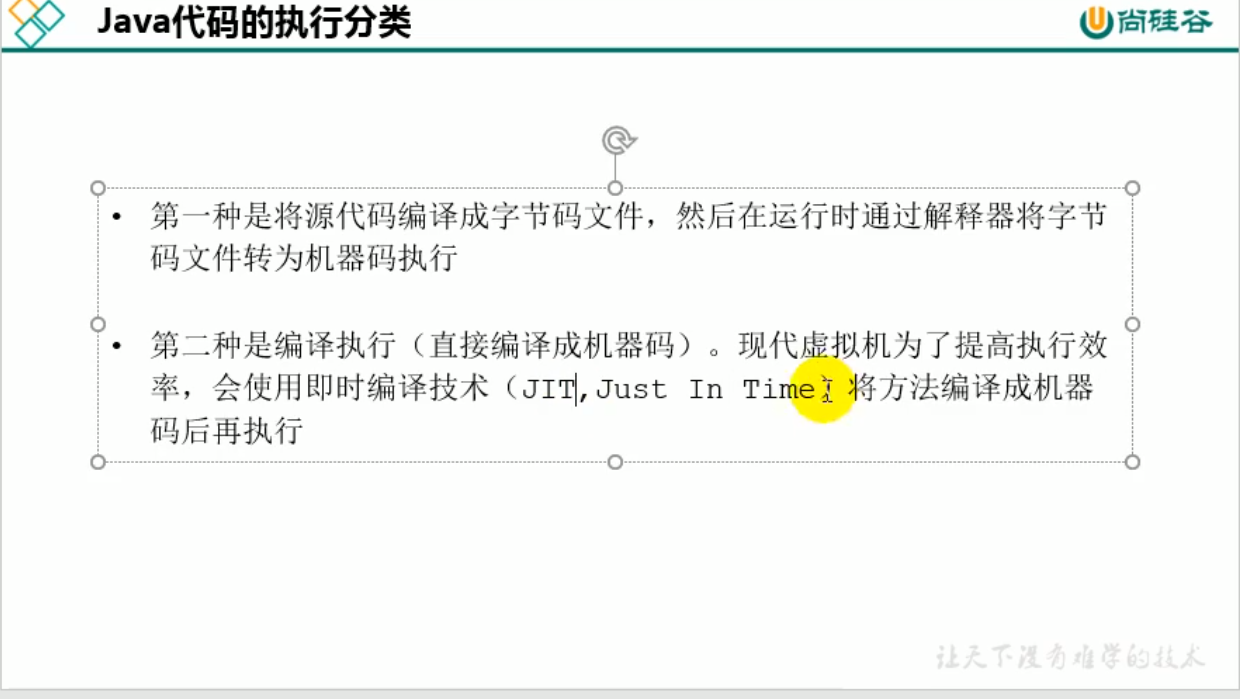 Java代码的执行分类
尚硅谷
• 第一种是将源代码编译成字节码文件，然后在运行时通过解释器将字节
码文件转为机器码执行
• 第二种是编译执行（直接编译成机器码）。现代虚拟机为了提高执行效
率，会使用即时编译技术（JIT,Just In Time）将方法编译成机器
码后再执行
让天下没有难学的技术